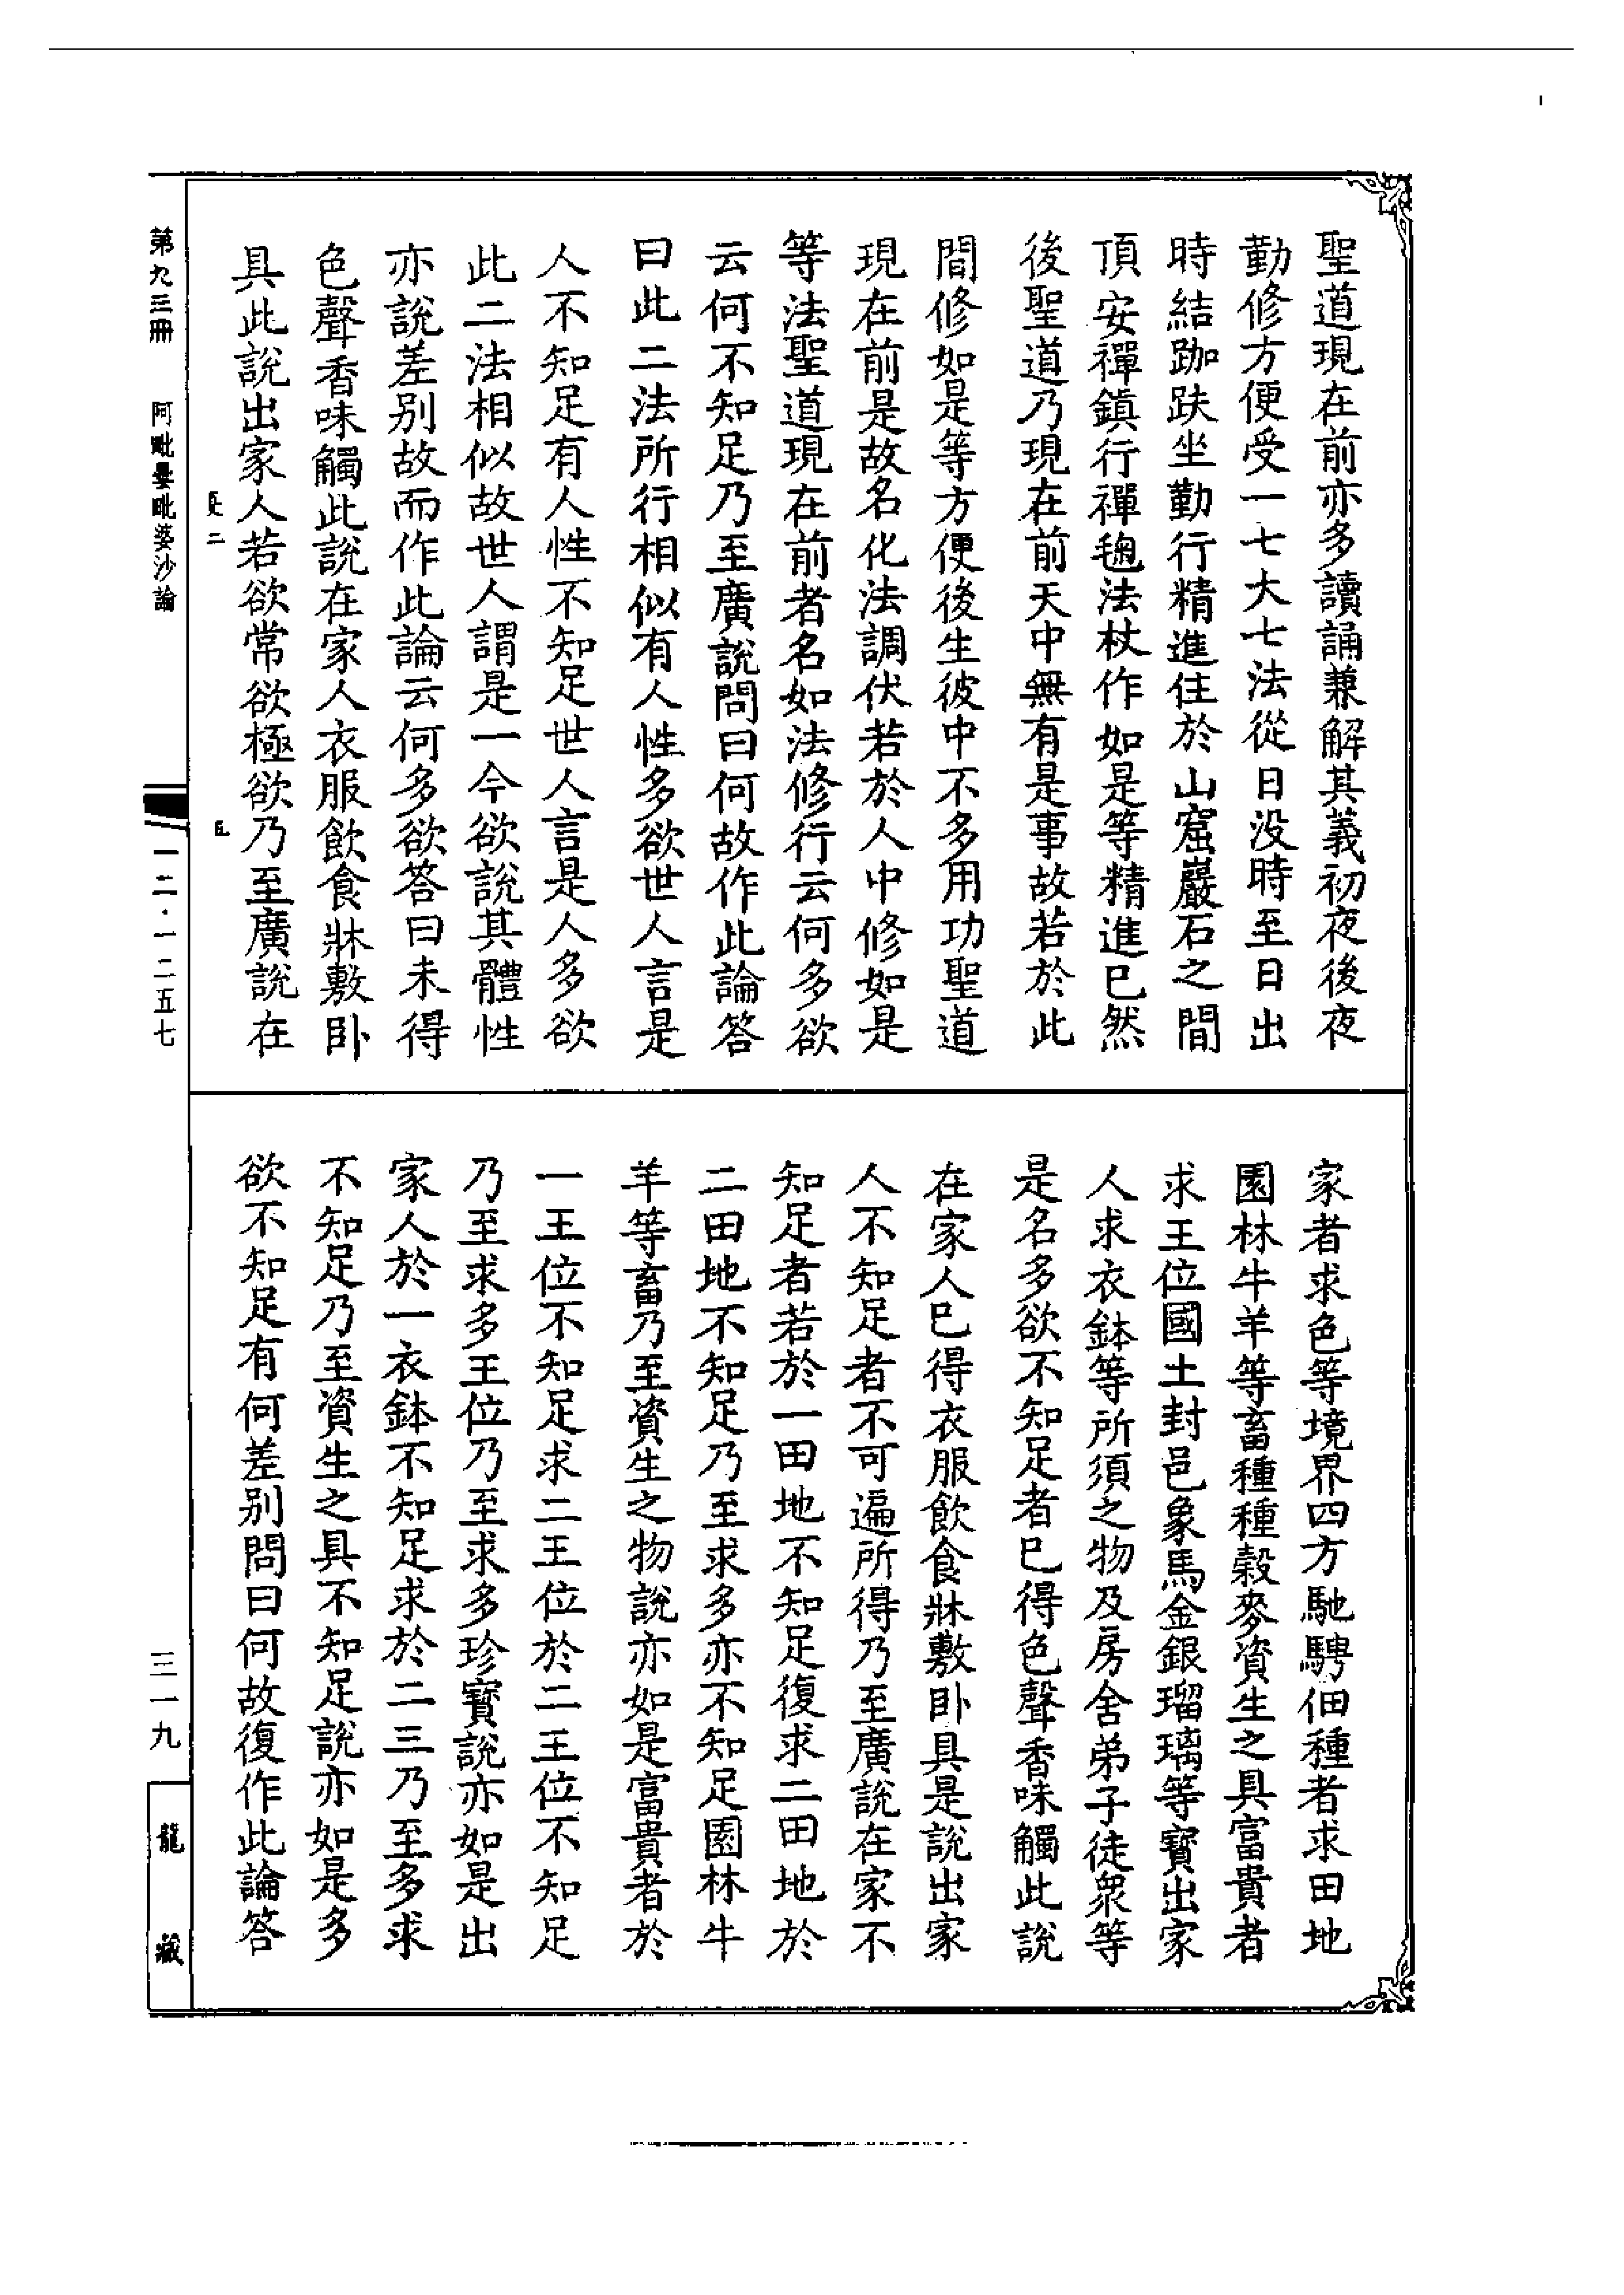 聖道現在前亦多讀誦兼解其義初夜後夜
勤修方便受一七大七法從日没時至日出
時結跏趺坐勤行精進住於山窟巖石之間
頂安禪鎮行禪毱法杖作如是等精進已然
後聖道乃現在前天中無有是事故若於此
間修如是等方便後生彼中不多用功聖道
現在前是故名化法調伏若於人中修如是
等法聖道現在前者名如法修行云何多欲
云何不知足乃至廣說問曰何故作此論答
曰此二法所行相似有人性多欲世人言是
人不知足有人性不知足世人言是人多欲
此二法相似故世人謂是一今欲說其體性
亦說差别故而作此論云何多欲答曰未得
色聲香味觸此說在家人衣服飲食牀敷卧
具此說出家人若欲常欲極欲乃至廣說在
家者求色等境界四方馳騁佃種者求田地
園林牛羊等畜種種穀麥資生之具富貴者
求王位國土封邑象馬金銀瑠璃等寶出家
人求衣鉢等所須之物及房舍弟子徒衆等
是名多欲不知足者已得色聲香味觸此說
在家人已得衣服飲食牀敷卧具是說出家
人不知足者不可遍所得乃至廣說在家不
知足者若於一田地不知足復求二田地於
二田地不知足乃至求多亦不知足園林牛
羊等畜乃至資生之物說亦如是富貴者於
一王位不知足求二王位於二王位不知足
乃至求多王位乃至求多珍寶說亦如是出
家人於一衣鉢不知足求於二三乃至多求
不知足乃至資生之具不知足說亦如是多
欲不知足有何差别問曰何故復作此論答
第九三冊
阿毗曇毗婆沙論
一二·一二五七
三一九
龍藏